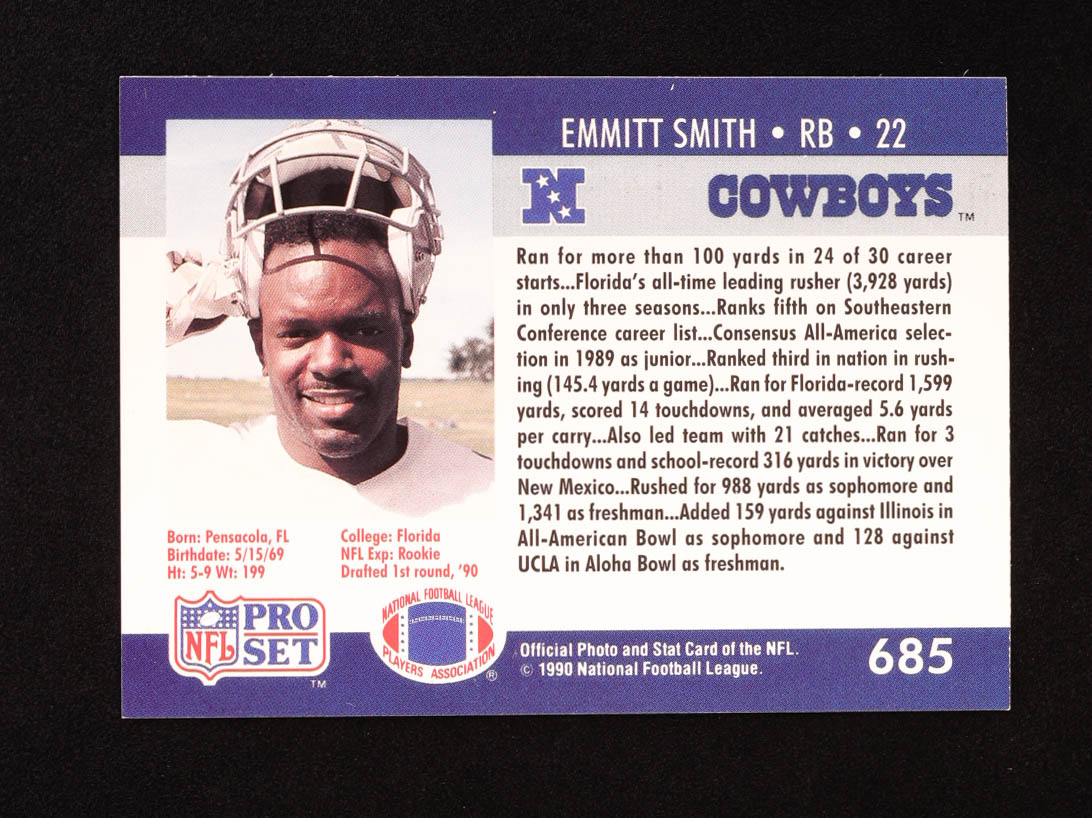 EMMITT SMITH • RB • 22
N
COWBOYS™
Ran for more than 100 yards in 24 of 30 career
starts...Florida's all-time leading rusher (3,928 yards)
in only three seasons...Ranks fifth on Southeastern
Conference career list...Consensus All-America selec-
tion in 1989 as junior...Ranked third in nation in rush-
ing (145.4 yards a game)...Ran for Florida-record 1,599
yards, scored 14 touchdowns, and averaged 5.6 yards
per carry...Also led team with 21 catches...Ran for 3
touchdowns and school-record 316 yards in victory over
New Mexico...Rushed for 988 yards as sophomore and
1,341 as freshman...Added 159 yards against Illinois in
All-American Bowl as sophomore and 128 against
UCLA in Aloha Bowl as freshman.
Born: Pensacola, FL
Birthdate: 5/15/69
Ht: 5-9 Wt: 199
College: Florida
NFL Exp: Rookie
Drafted 1st round, '90
NFL
PRO
SET
™
NATIONAL FOOTBALL LEAGUE
PLAYERS ASSOCIATION
®
Official Photo and Stat Card of the NFL.
© 1990 National Football League.
685